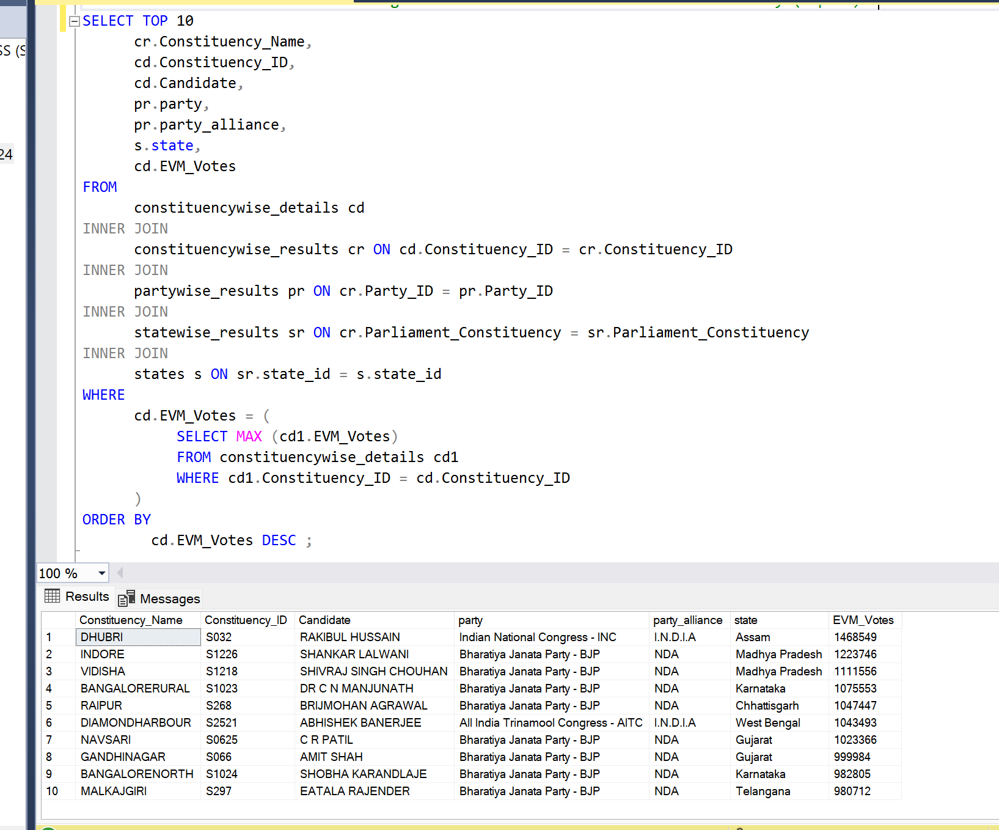 SELECT TOP 10
cr.Constituency_Name,
cd.Constituency_ID,
cd.Candidate,
pr.party,
pr.party_alliance,
s.state,
cd.EVM_Votes
FROM
constituencywise_details cd
INNER JOIN
constituencywise_results cr ON cd.Constituency_ID = cr.Constituency_ID
INNER JOIN
partywise_results pr ON cr.Party_ID = pr.Party_ID
INNER JOIN
statewise_results sr ON cr.Parliament_Constituency = sr.Parliament_Constituency
INNER JOIN
states s ON sr.state_id = s.state_id
WHERE
cd.EVM_Votes = (
SELECT MAX (cd1.EVM_Votes)
FROM constituencywise_details cd1
WHERE cd1.Constituency_ID = cd.Constituency_ID
)
ORDER BY
cd.EVM_Votes DESC ;
SS (S
24
100 %
Results Messages
Constituency_Name Constituency_ID Candidate party party_alliance state EVM_Votes
1 DHUBRI S032 RAKIBUL HUSSAIN Indian National Congress - INC I.N.D.I.A Assam 1468549
2 INDORE S1226 SHANKAR LALWANI Bharatiya Janata Party - BJP NDA Madhya Pradesh 1223746
3 VIDISHA S1218 SHIVRAJ SINGH CHOUHAN Bharatiya Janata Party - BJP NDA Madhya Pradesh 1111556
4 BANGALORERURAL S1023 DR C N MANJUNATH Bharatiya Janata Party - BJP NDA Karnataka 1075553
5 RAIPUR S268 BRIJMOHAN AGRAWAL Bharatiya Janata Party - BJP NDA Chhattisgarh 1047447
6 DIAMONDHARBOUR S2521 ABHISHEK BANERJEE All India Trinamool Congress - AITC I.N.D.I.A West Bengal 1043493
7 NAVSARI S0625 C R PATIL Bharatiya Janata Party - BJP NDA Gujarat 1023366
8 GANDHINAGAR S066 AMIT SHAH Bharatiya Janata Party - BJP NDA Gujarat 999984
9 BANGALORENORTH S1024 SHOBHA KARANDLAJE Bharatiya Janata Party - BJP NDA Karnataka 982805
10 MALKAJGIRI S297 EATALA RAJENDER Bharatiya Janata Party - BJP NDA Telangana 980712